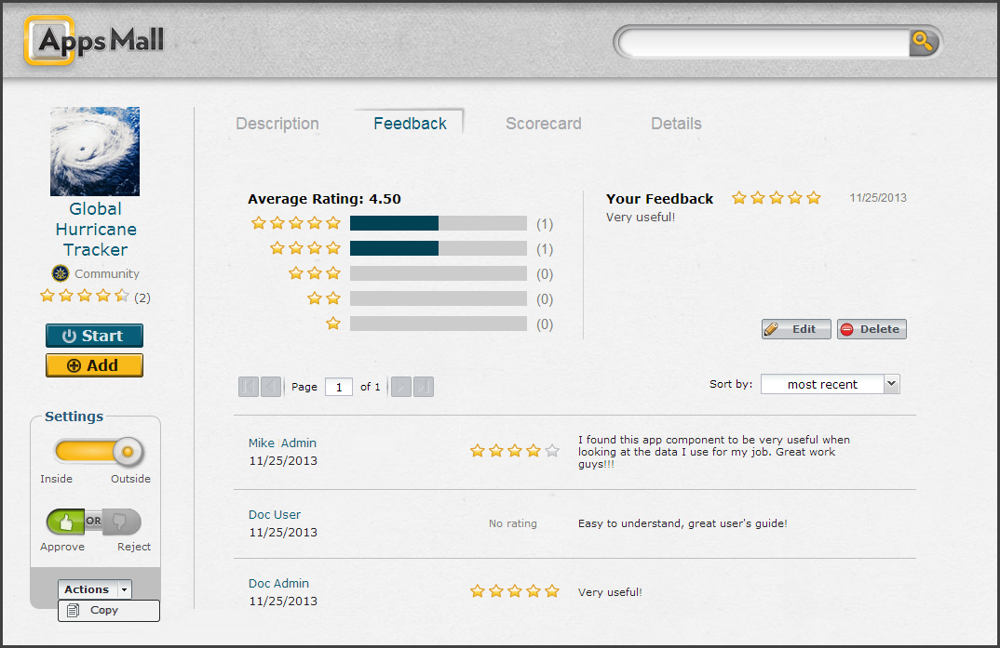 Apps Mall
Description
Feedback
Scorecard
Details
Global
Hurricane
Tracker
Community
(2)
Start
Add
Settings
Inside
Outside
OR
Approve
Reject
Actions
Copy
Average Rating: 4.50
(1)
(1)
(0)
(0)
(0)
Your Feedback
11/25/2013
Very useful!
Edit
Delete
Page 1 of 1
Sort by: most recent
Mike Admin
11/25/2013
I found this app component to be very useful when
looking at the data I use for my job. Great work
guys!!!
Doc User
11/25/2013
No rating
Easy to understand, great user's guide!
Doc Admin
11/25/2013
Very useful!